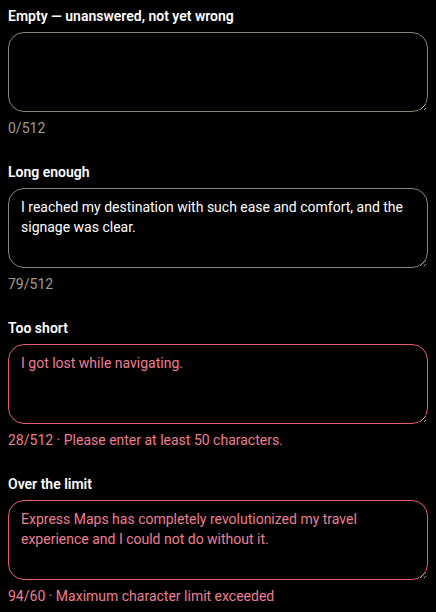 Empty — unanswered, not yet wrong
0/512
Long enough
I reached my destination with such ease and comfort, and the
signage was clear.
79/512
Too short
I got lost while navigating.
28/512 · Please enter at least 50 characters.
Over the limit
Express Maps has completely revolutionized my travel
experience and I could not do without it.
94/60 · Maximum character limit exceeded